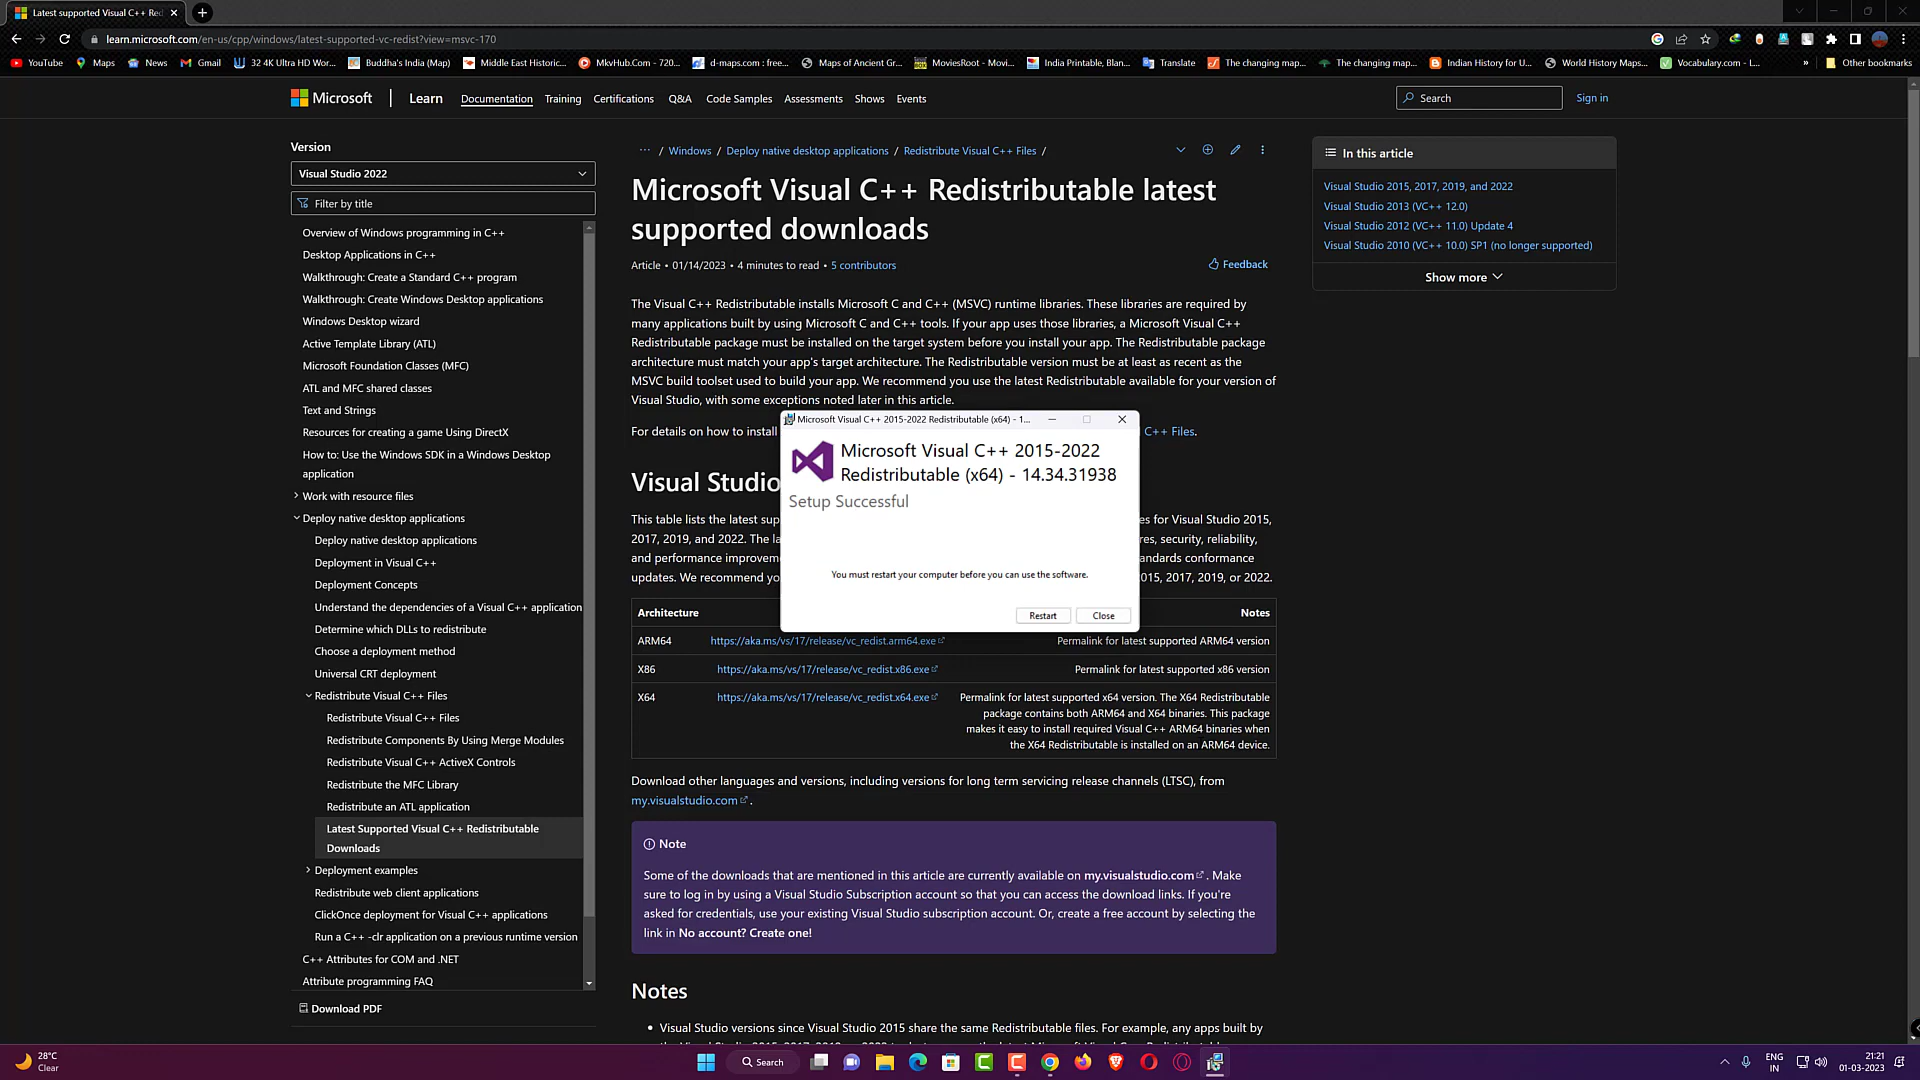 Latest supported Visual C++ Red
learn.microsoft.com/en-us/cpp/windows/latest-supported-vc-redist?view=msvc-170
YouTube
Maps
News
Gmail
32 4K Ultra HD Wor...
Buddha's India (Map)
Middle East Historic...
MkvHub.Com - 720...
d-maps.com : free...
Maps of Ancient Gr...
MoviesRoot - Movi...
India Printable, Blan...
Translate
The changing map...
The changing map...
Indian History for U...
World History Maps...
Vocabulary.com - L...
»
Other bookmarks
Microsoft
Learn
Documentation
Training
Certifications
Q&A
Code Samples
Assessments
Shows
Events
Search
Sign in
Version
Visual Studio 2022
Filter by title
Overview of Windows programming in C++
Desktop Applications in C++
Walkthrough: Create a Standard C++ program
Walkthrough: Create Windows Desktop applications
Windows Desktop wizard
Active Template Library (ATL)
Microsoft Foundation Classes (MFC)
ATL and MFC shared classes
Text and Strings
Resources for creating a game Using DirectX
How to: Use the Windows SDK in a Windows Desktop
application
Work with resource files
Deploy native desktop applications
Deploy native desktop applications
Deployment in Visual C++
Deployment Concepts
Understand the dependencies of a Visual C++ application
Determine which DLLs to redistribute
Choose a deployment method
Universal CRT deployment
Redistribute Visual C++ Files
Redistribute Visual C++ Files
Redistribute Components By Using Merge Modules
Redistribute Visual C++ ActiveX Controls
Redistribute the MFC Library
Redistribute an ATL application
Latest Supported Visual C++ Redistributable
Downloads
Deployment examples
Redistribute web client applications
ClickOnce deployment for Visual C++ applications
Run a C++ -clr application on a previous runtime version
C++ Attributes for COM and .NET
Attribute programming FAQ
Download PDF
... / Windows / Deploy native desktop applications / Redistribute Visual C++ Files /
Microsoft Visual C++ Redistributable latest
supported downloads
Article • 01/14/2023 • 4 minutes to read • 5 contributors
Feedback
The Visual C++ Redistributable installs Microsoft C and C++ (MSVC) runtime libraries. These libraries are required by
many applications built by using Microsoft C and C++ tools. If your app uses those libraries, a Microsoft Visual C++
Redistributable package must be installed on the target system before you install your app. The Redistributable package
architecture must match your app's target architecture. The Redistributable version must be at least as recent as the
MSVC build toolset used to build your app. We recommend you use the latest Redistributable available for your version of
Visual Studio, with some exceptions noted later in this article.
For details on how to install
C++ Files.
Visual Studio
This table lists the latest sup
es for Visual Studio 2015,
2017, 2019, and 2022. The la
res, security, reliability,
and performance improveme
andards conformance
updates. We recommend yo
015, 2017, 2019, or 2022.
Microsoft Visual C++ 2015-2022 Redistributable (x64) - 1...
Microsoft Visual C++ 2015-2022
Redistributable (x64) - 14.34.31938
Setup Successful
You must restart your computer before you can use the software.
Restart
Close
Architecture
Notes
ARM64
https://aka.ms/vs/17/release/vc_redist.arm64.exe
Permalink for latest supported ARM64 version
X86
https://aka.ms/vs/17/release/vc_redist.x86.exe
Permalink for latest supported x86 version
X64
https://aka.ms/vs/17/release/vc_redist.x64.exe
Permalink for latest supported x64 version. The X64 Redistributable
package contains both ARM64 and X64 binaries. This package
makes it easy to install required Visual C++ ARM64 binaries when
the X64 Redistributable is installed on an ARM64 device.
Download other languages and versions, including versions for long term servicing release channels (LTSC), from
my.visualstudio.com .
Note
Some of the downloads that are mentioned in this article are currently available on my.visualstudio.com . Make
sure to log in by using a Visual Studio Subscription account so that you can access the download links. If you're
asked for credentials, use your existing Visual Studio subscription account. Or, create a free account by selecting the
link in No account? Create one!
Notes
• Visual Studio versions since Visual Studio 2015 share the same Redistributable files. For example, any apps built by
In this article
Visual Studio 2015, 2017, 2019, and 2022
Visual Studio 2013 (VC++ 12.0)
Visual Studio 2012 (VC++ 11.0) Update 4
Visual Studio 2010 (VC++ 10.0) SP1 (no longer supported)
Show more
28°C
Clear
Search
ENG
IN
21:21
01-03-2023